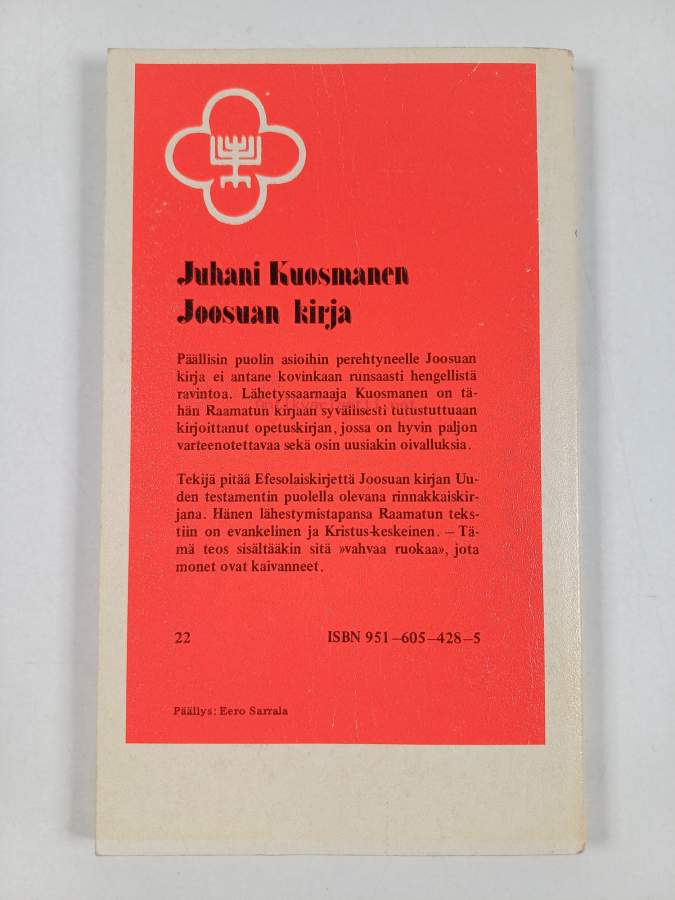 Juhani Kuosmanen
Joosuan kirja
Päällisin puolin asioihin perehtyneelle Joosuan
kirja ei antane kovinkaan runsaasti hengellistä
ravintoa. Lähetyssaarnaaja Kuosmanen on tä-
hän Raamatun kirjaan syvällisesti tutustuttuaan
kirjoittanut opetuskirjan, jossa on hyvin paljon
varteenotettavaa sekä osin uusiakin oivalluksia.
Tekijä pitää Efesolaiskirjettä Joosuan kirjan Uu-
den testamentin puolella olevana rinnakkaiskir-
jana. Hänen lähestymistapansa Raamatun teks-
tiin on evankelinen ja Kristus-keskeinen. – Tä-
mä teos sisältääkin sitä »vahvaa ruokaa», jota
monet ovat kaivanneet.
22 ISBN 951–605–428–5
Päällys: Eero Sarrala